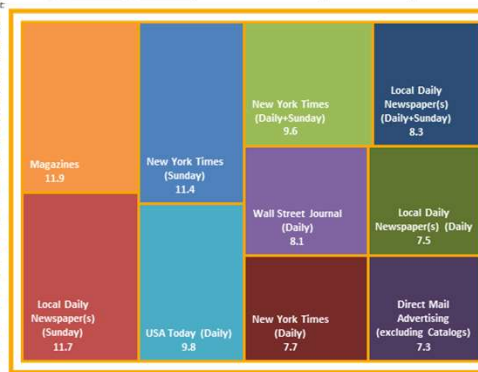 Magazines
11.9
New York Times
(Sunday)
11.4
New York Times
(Daily+Sunday)
9.6
Local Daily
Newspaper(s)
(Daily+Sunday)
8.3
Wall Street Journal
(Daily)
8.1
Local Daily
Newspaper(s) (Daily
7.5
Local Daily
Newspaper(s)
(Sunday)
11.7
USA Today (Daily)
9.8
New York Times
(Daily)
7.7
Direct Mail
Advertising
(excluding Catalogs)
7.3